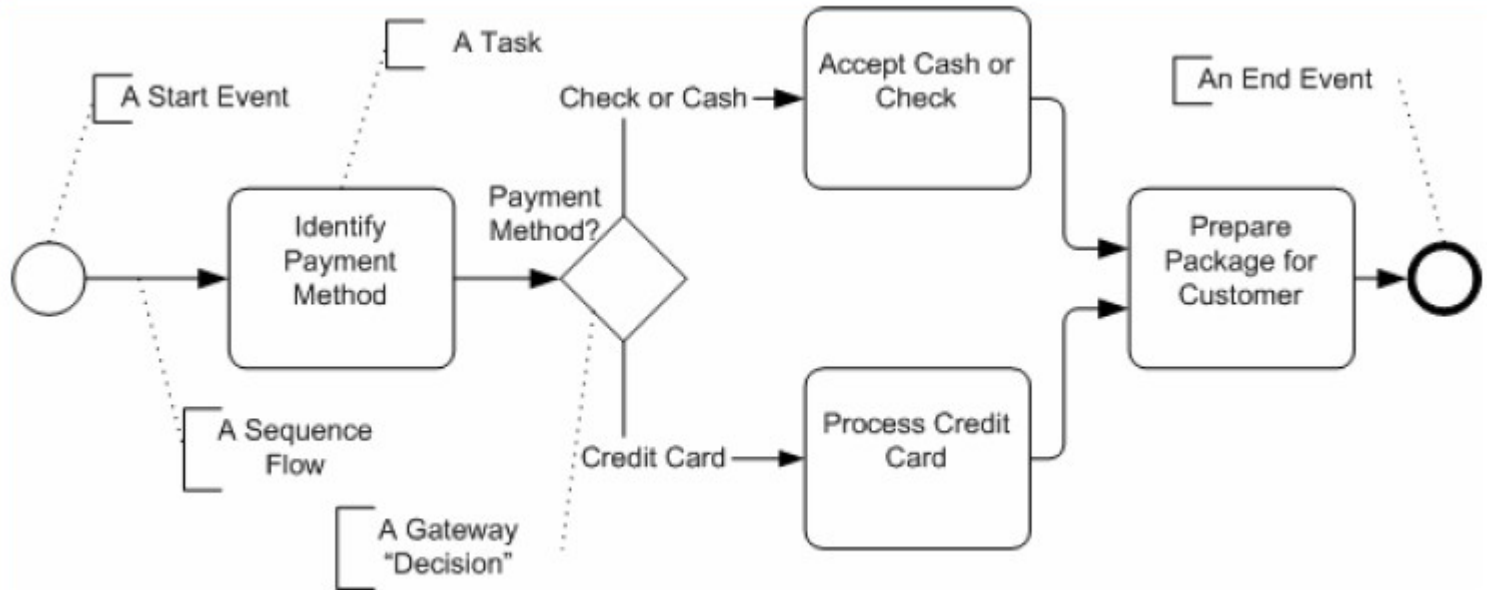 A Task
A Start Event
Check or Cash
Accept Cash or
Check
An End Event
Identify
Payment
Method
Payment
Method?
Prepare
Package for
Customer
A Sequence
Flow
Credit Card
Process Credit
Card
A Gateway
“Decision”